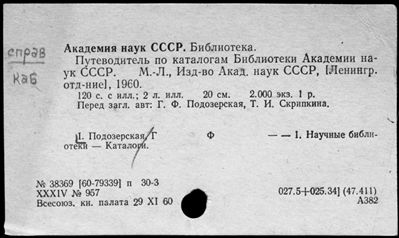 справ
каб
Академия наук СССР. Библиотека.
Путеводитель по каталогам Библиотеки Академии на-
ук СССР. М.-Л., Изд-во Акад. наук СССР, [Ленингр.
отд-ние], 1960.
120 с. с илл.; 2 л. илл. 20 см. 2.000 экз. 1 р.
Перед загл. авт: Г. Ф. Подозерская, Т. И. Скрипкина.
I. Подозерская, Г Ф — — 1. Научные библи-
отеки — Каталоги.
№ 38369 [60-79339] п 30-3
XXXIV № 957
Всесоюз. кн. палата 29 XI 60
027.5+025.34] (47.411)
А382